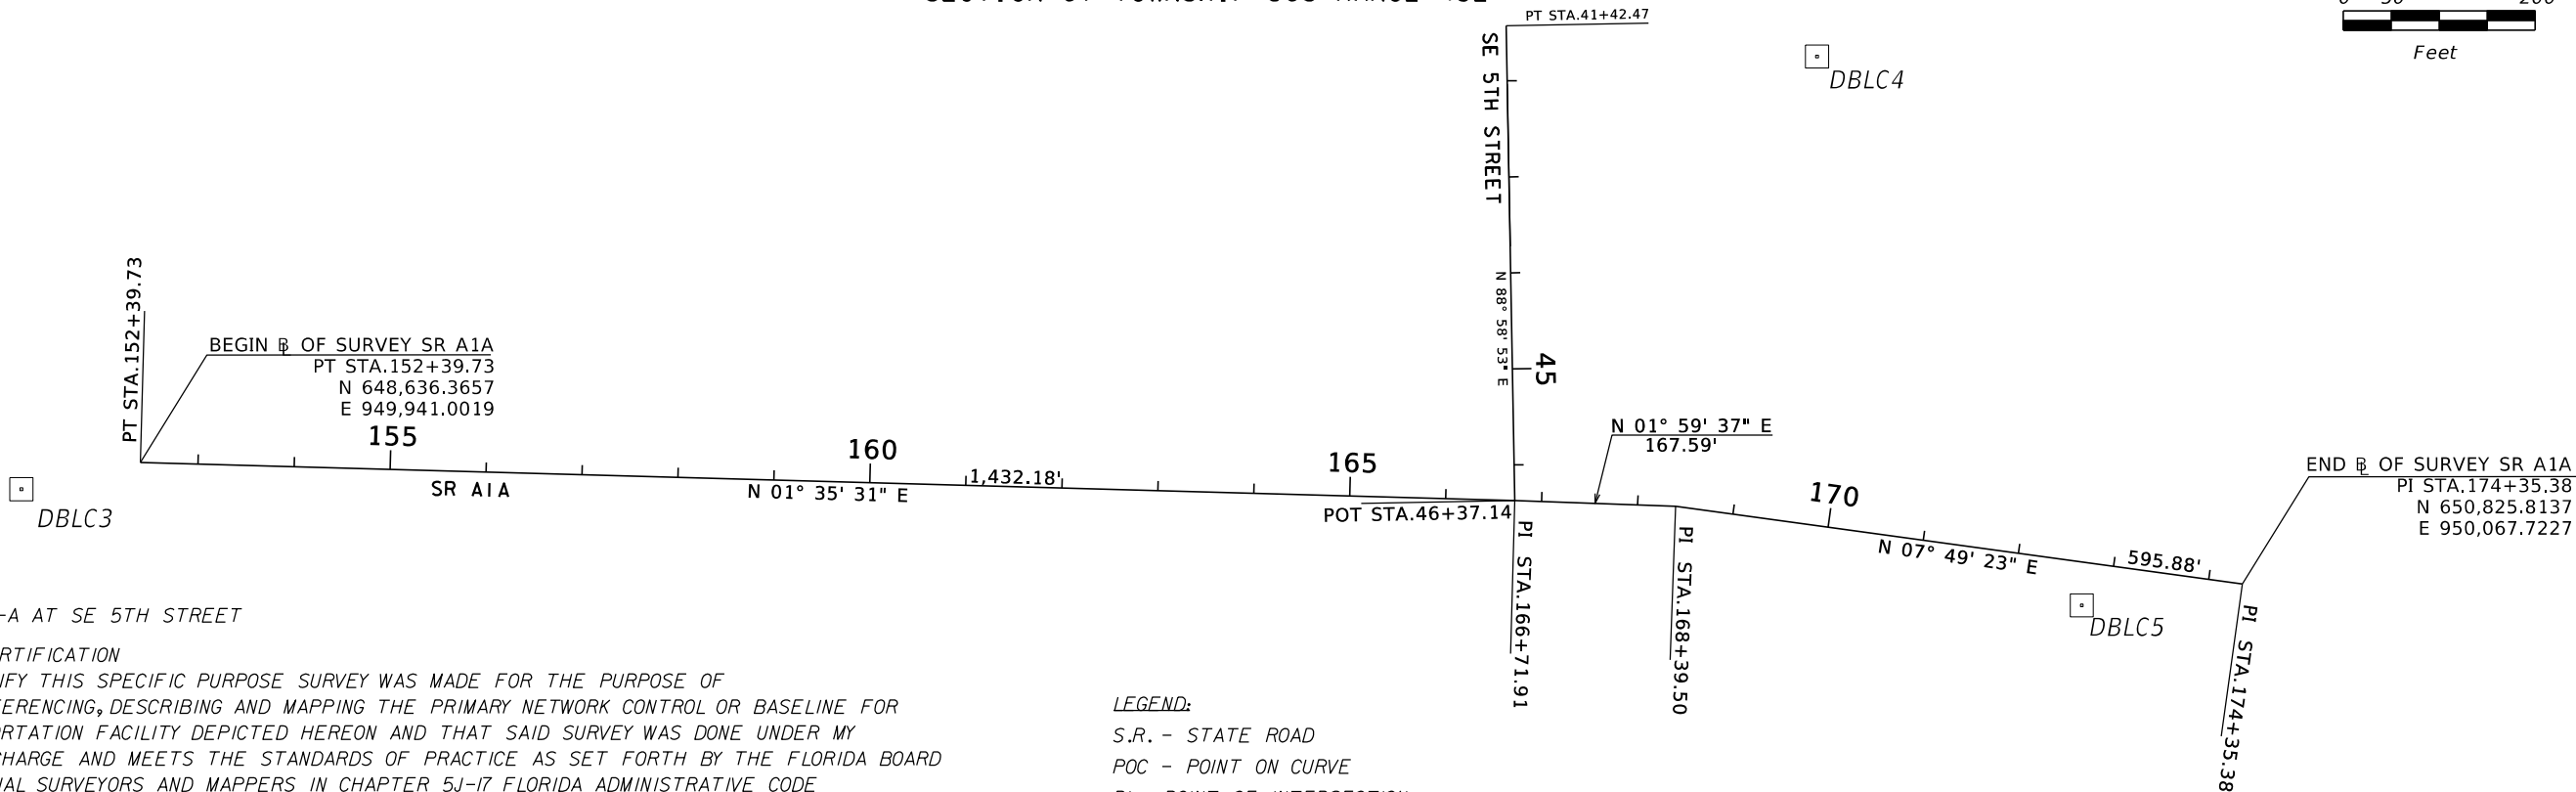 PT STA.41+42.47
200
Feet
SE 5TH STREET
DBLC4
N 88° 58' 53" E
45
PT STA.152+39.73
BEGIN BL OF SURVEY SR A1A
PT STA.152+39.73
N 648,636.3657
E 949,941.0019
155
160
165
170
N 01° 59' 37" E
167.59'
END BL OF SURVEY SR A1A
PI STA.174+35.38
N 650,825.8137
E 950,067.7227
DBLC3
SR A1A
N 01° 35' 31" E
1,432.18'
POT STA.46+37.14
PI STA.166+71.91
PI STA.168+39.50
N 07° 49' 23" E
595.88'
DBLC5
PI STA.174+35.38
-A AT SE 5TH STREET
RTIFICATION
IFY THIS SPECIFIC PURPOSE SURVEY WAS MADE FOR THE PURPOSE OF
ERENCING, DESCRIBING AND MAPPING THE PRIMARY NETWORK CONTROL OR BASELINE FOR
RTATION FACILITY DEPICTED HEREON AND THAT SAID SURVEY WAS DONE UNDER MY
CHARGE AND MEETS THE STANDARDS OF PRACTICE AS SET FORTH BY THE FLORIDA BOARD
NAL SURVEYORS AND MAPPERS IN CHAPTER 5J-17 FLORIDA ADMINISTRATIVE CODE
LEGEND:
S.R. - STATE ROAD
POC - POINT ON CURVE